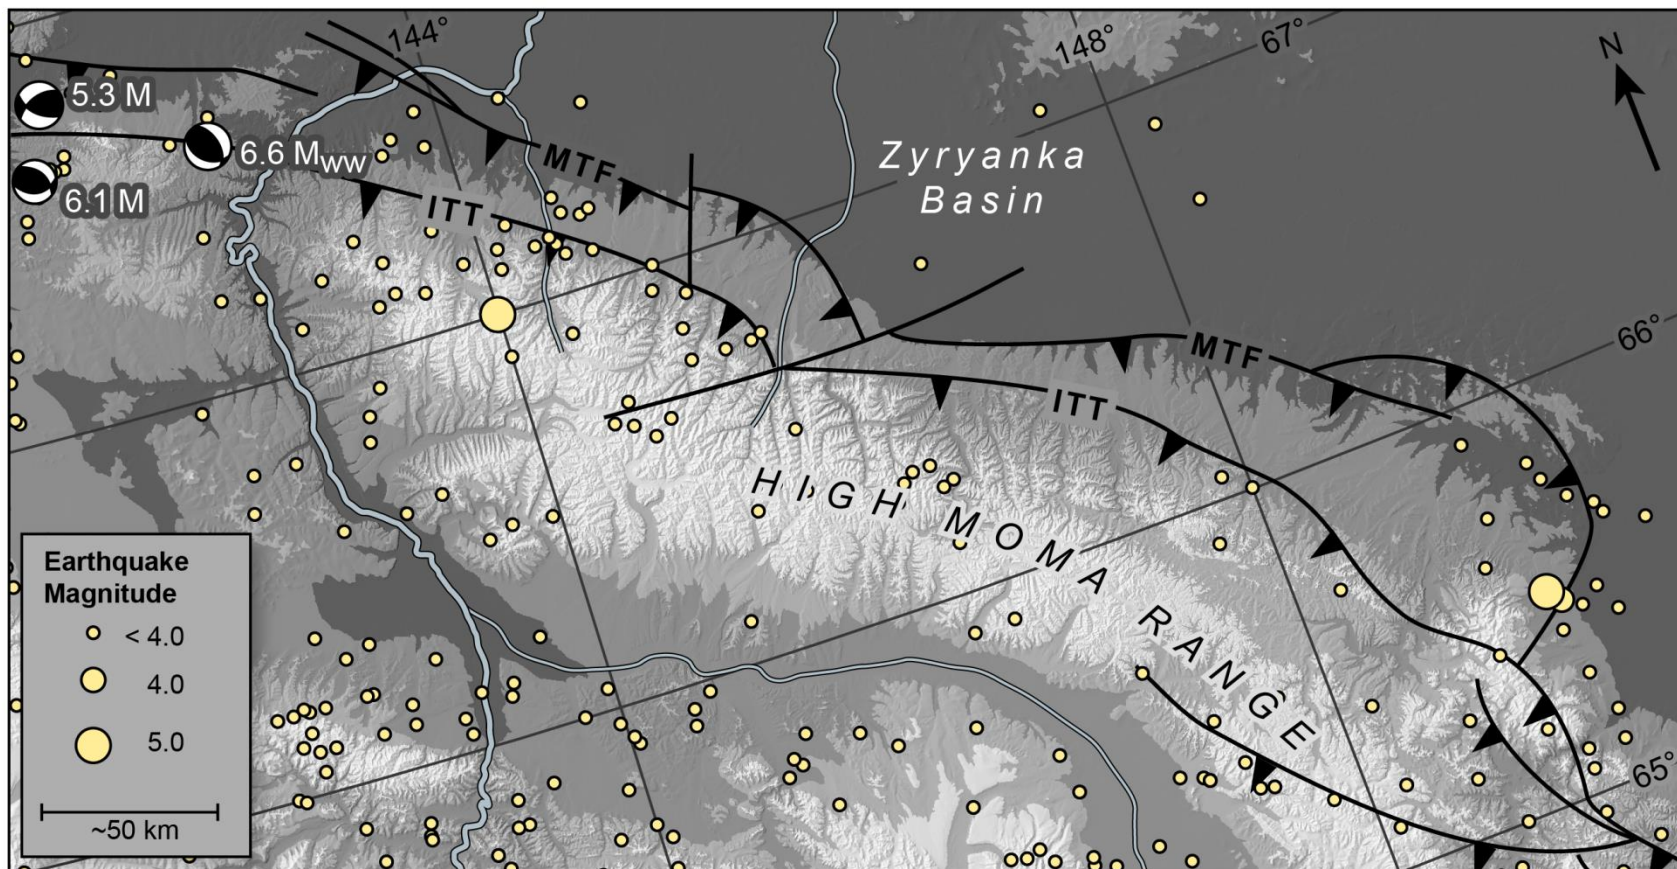 144°
148°
67°
N
5.3 M
6.6 Mww
6.1 M
MTF
Zyryanka
Basin
ITT
66°
MTF
ITT
HIGH MOMA RANGE
Earthquake
Magnitude
< 4.0
4.0
5.0
~50 km
65°